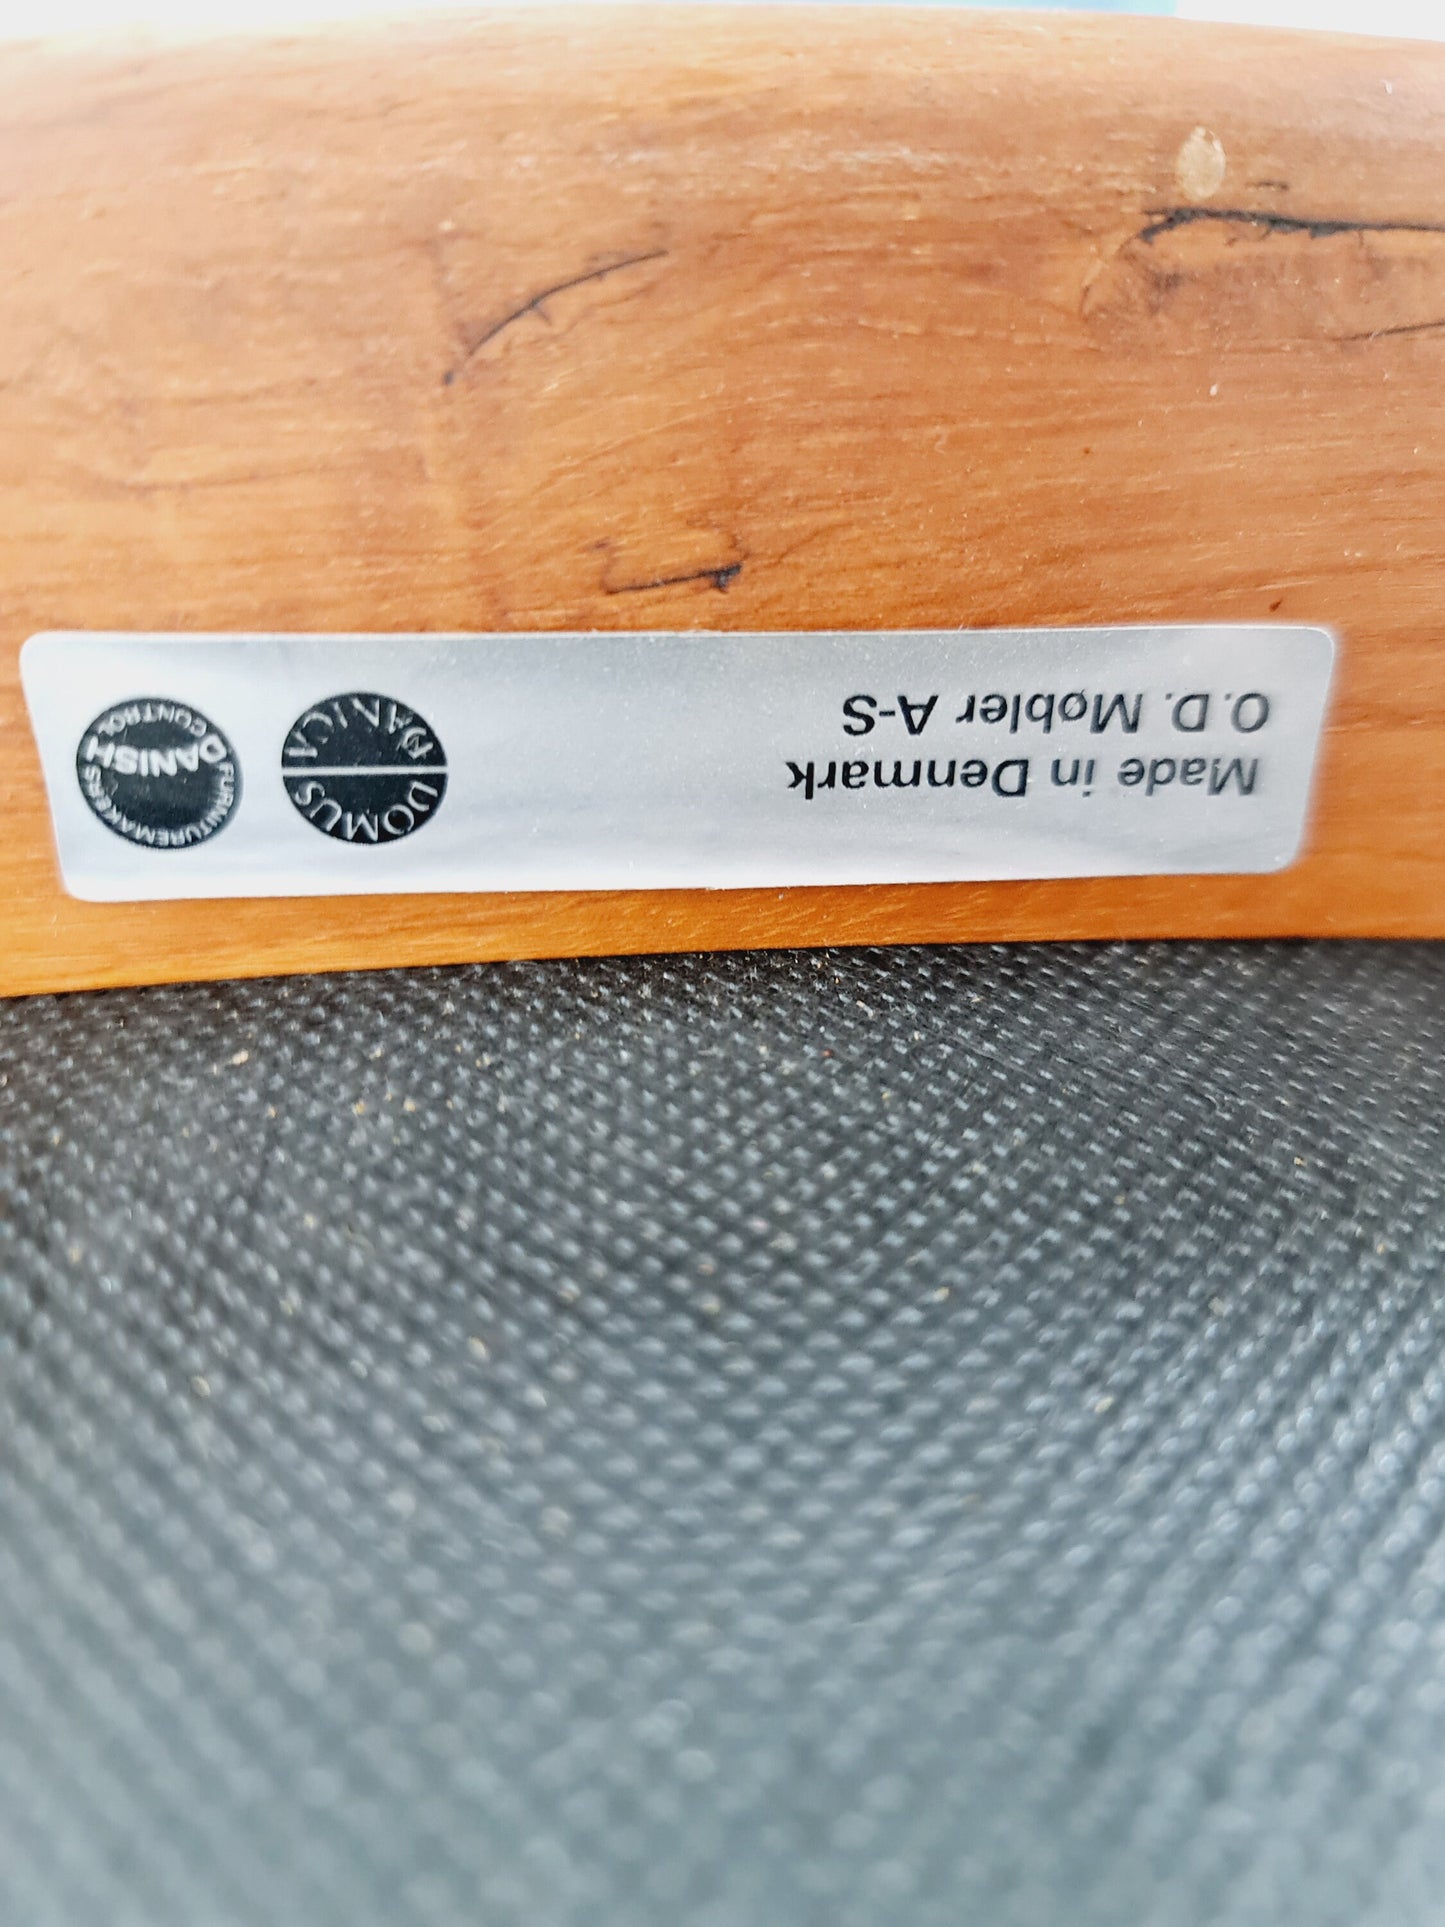 O.D. Møbler A-S
Made in Denmark
DOMUS
DANICA
FURNITUREMAKERS
DANISH
CONTROL